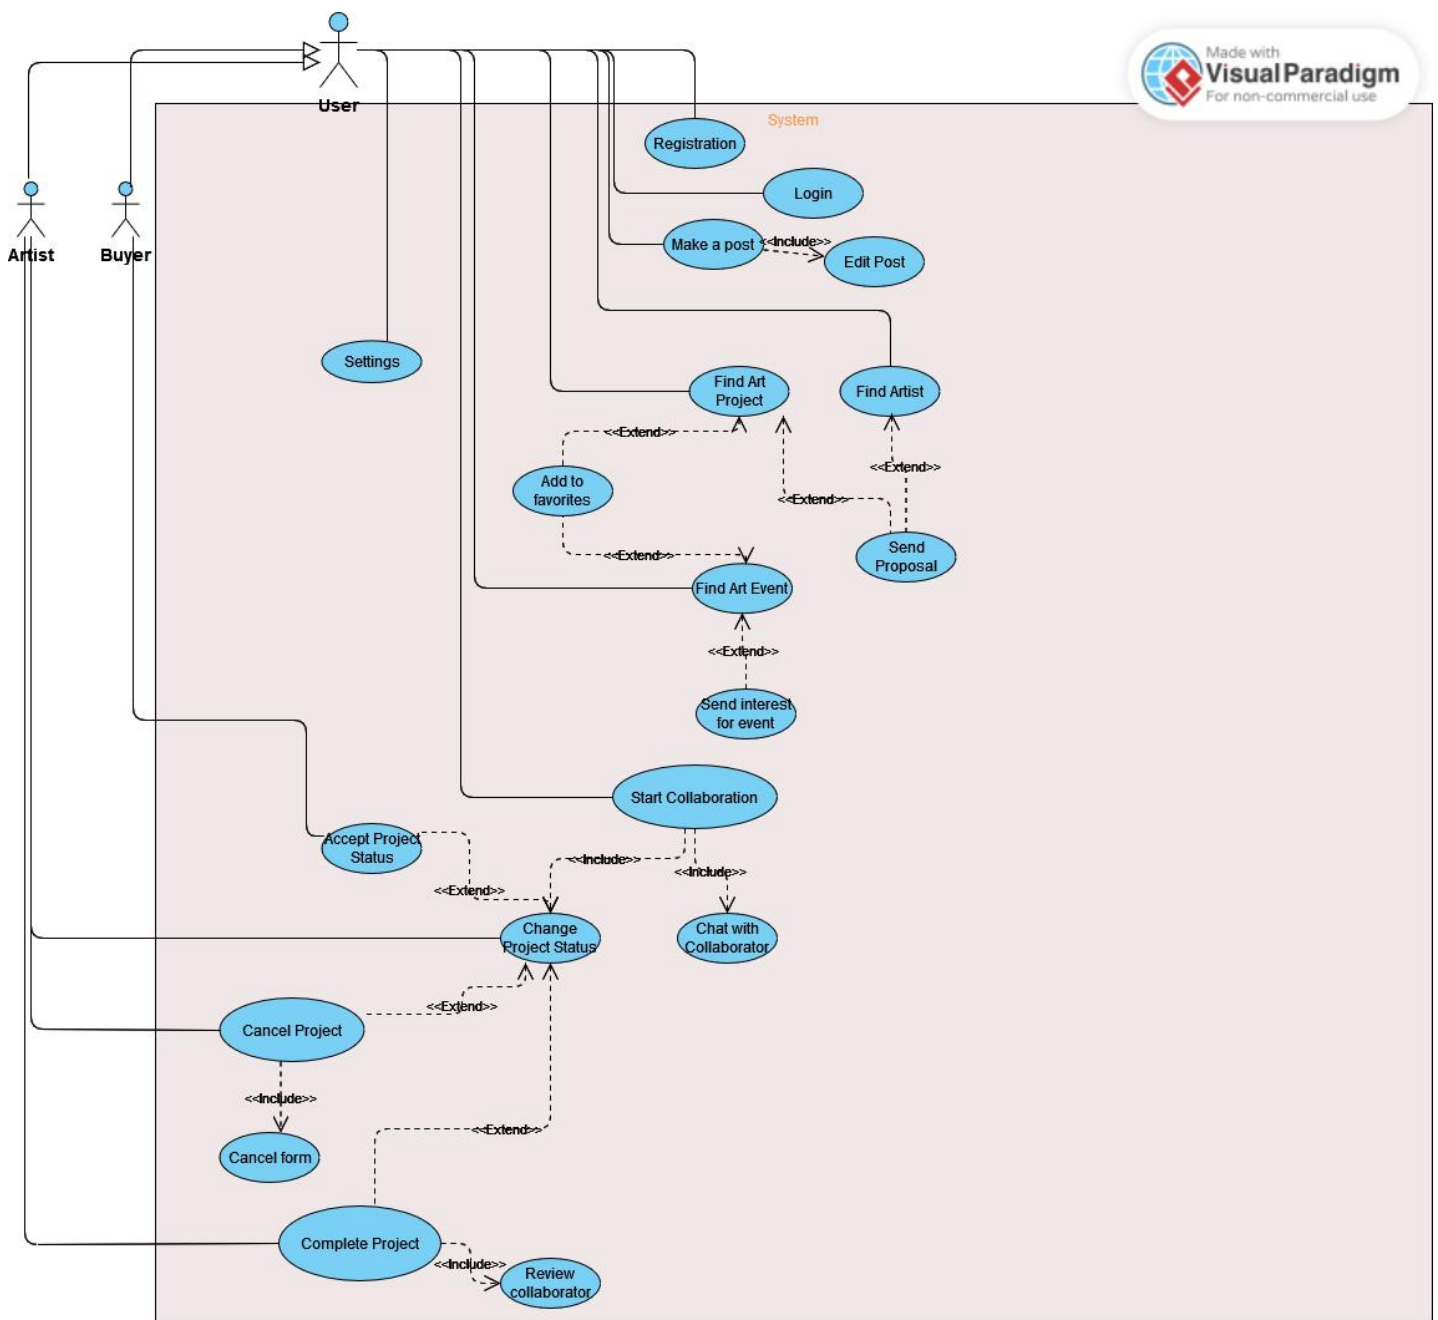 Made with
Visual Paradigm
For non-commercial use
User
System
Registration
Login
Artist
Buyer
Make a post
<<Include>>
Edit Post
Settings
Find Art
Project
Find Artist
<<Extend>>
<<Extend>>
Add to
favorites
<<Extend>>
Send
Proposal
<<Extend>>
Find Art Event
<<Extend>>
Send interest
for event
Start Collaboration
Accept Project
Status
<<Include>>
<<Include>>
<<Extend>>
Change
Project Status
Chat with
Collaborator
<<Extend>>
Cancel Project
<<Include>>
<<Extend>>
Cancel form
Complete Project
<<Include>>
Review
collaborator